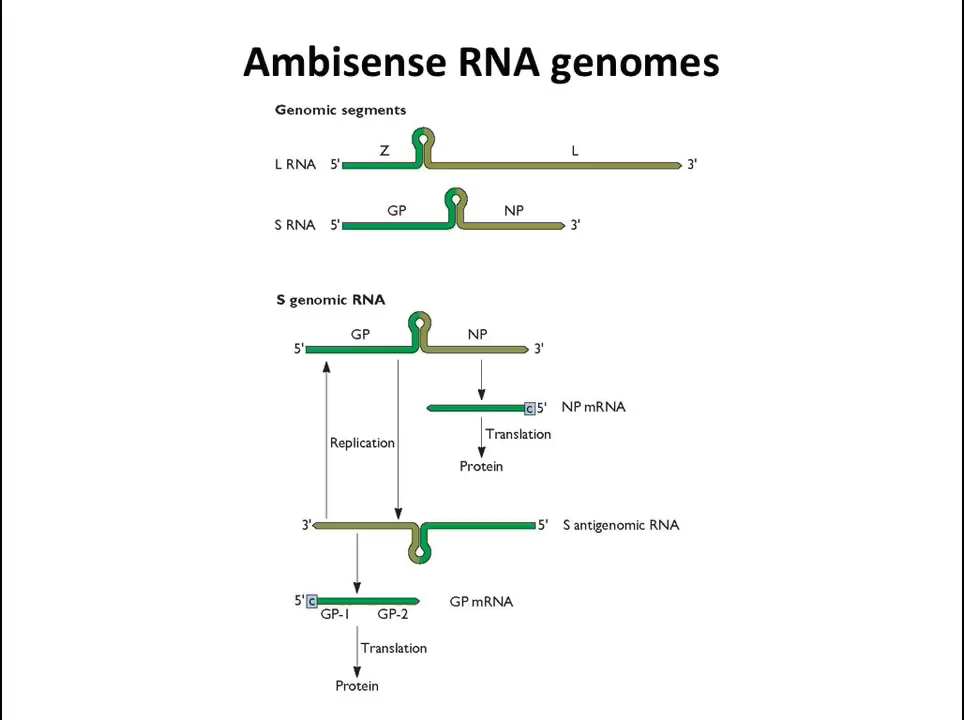 Ambisense RNA genomes
Genomic segments
Z L
L RNA 5' 3'
GP NP
S RNA 5' 3'
S genomic RNA
GP NP
5' 3'
c 5' NP mRNA
Translation
Replication
Protein
3' 5' S antigenomic RNA
5' c GP mRNA
GP-1 GP-2
Translation
Protein